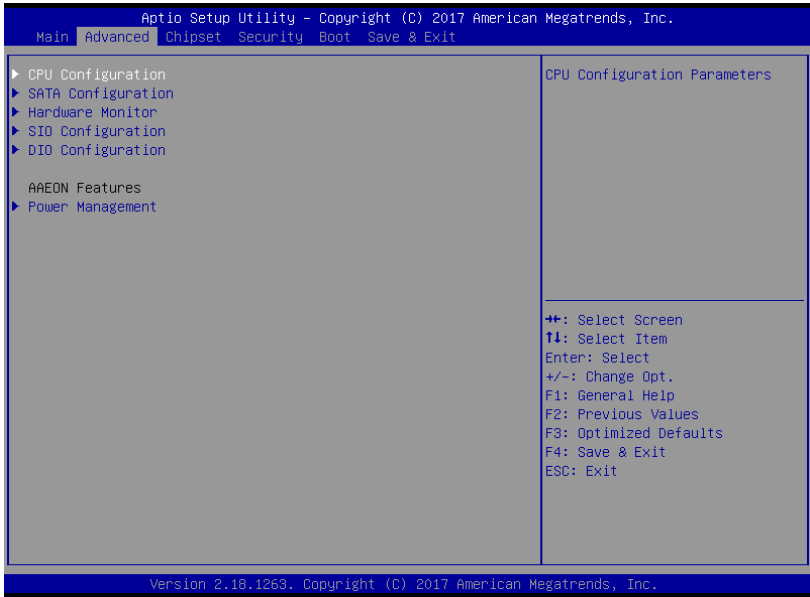 Aptio Setup Utility – Copyright (C) 2017 American Megatrends, Inc.
Main Advanced Chipset Security Boot Save & Exit
▶ CPU Configuration
▶ SATA Configuration
▶ Hardware Monitor
▶ SIO Configuration
▶ DIO Configuration
AAEON Features
▶ Power Management
CPU Configuration Parameters
→←: Select Screen
↑↓: Select Item
Enter: Select
+/-: Change Opt.
F1: General Help
F2: Previous Values
F3: Optimized Defaults
F4: Save & Exit
ESC: Exit
Version 2.18.1263. Copyright (C) 2017 American Megatrends, Inc.